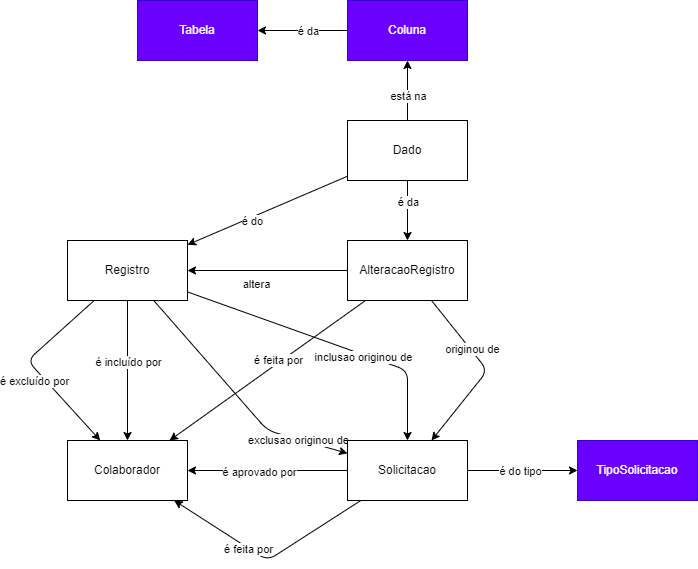 Tabela
é da
Coluna
está na
Dado
é da
é do
Registro
AlteracaoRegistro
altera
originou de
é incluído por
é feita por
inclusao originou de
é excluído por
exclusao originou de
Colaborador
é aprovado por
Solicitacao
é do tipo
TipoSolicitacao
é feita por